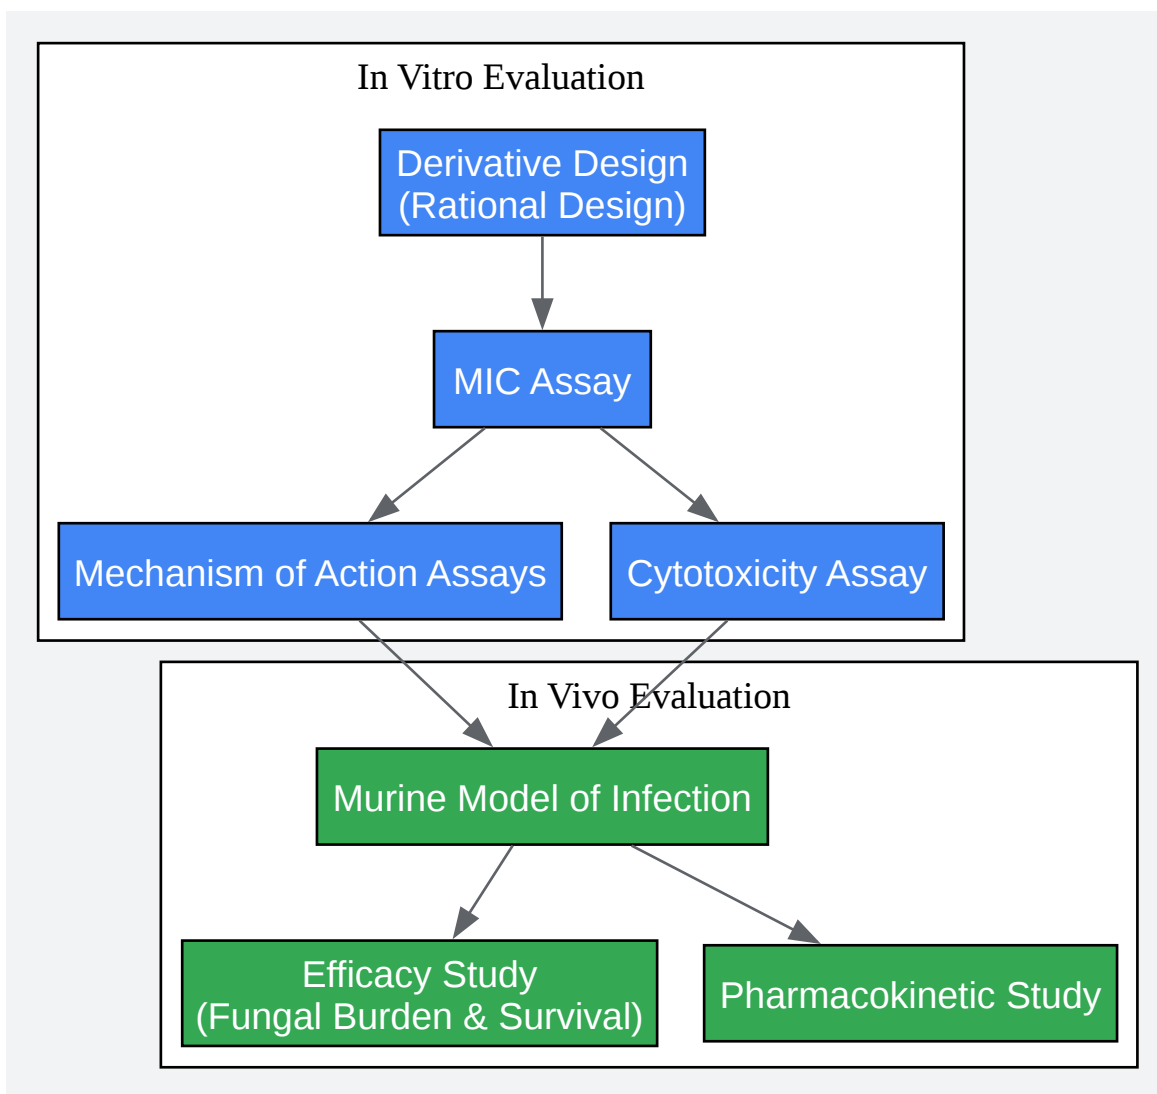 In Vitro Evaluation
Derivative Design
(Rational Design)
MIC Assay
Mechanism of Action Assays
Cytotoxicity Assay
In Vivo Evaluation
Murine Model of Infection
Efficacy Study
(Fungal Burden & Survival)
Pharmacokinetic Study